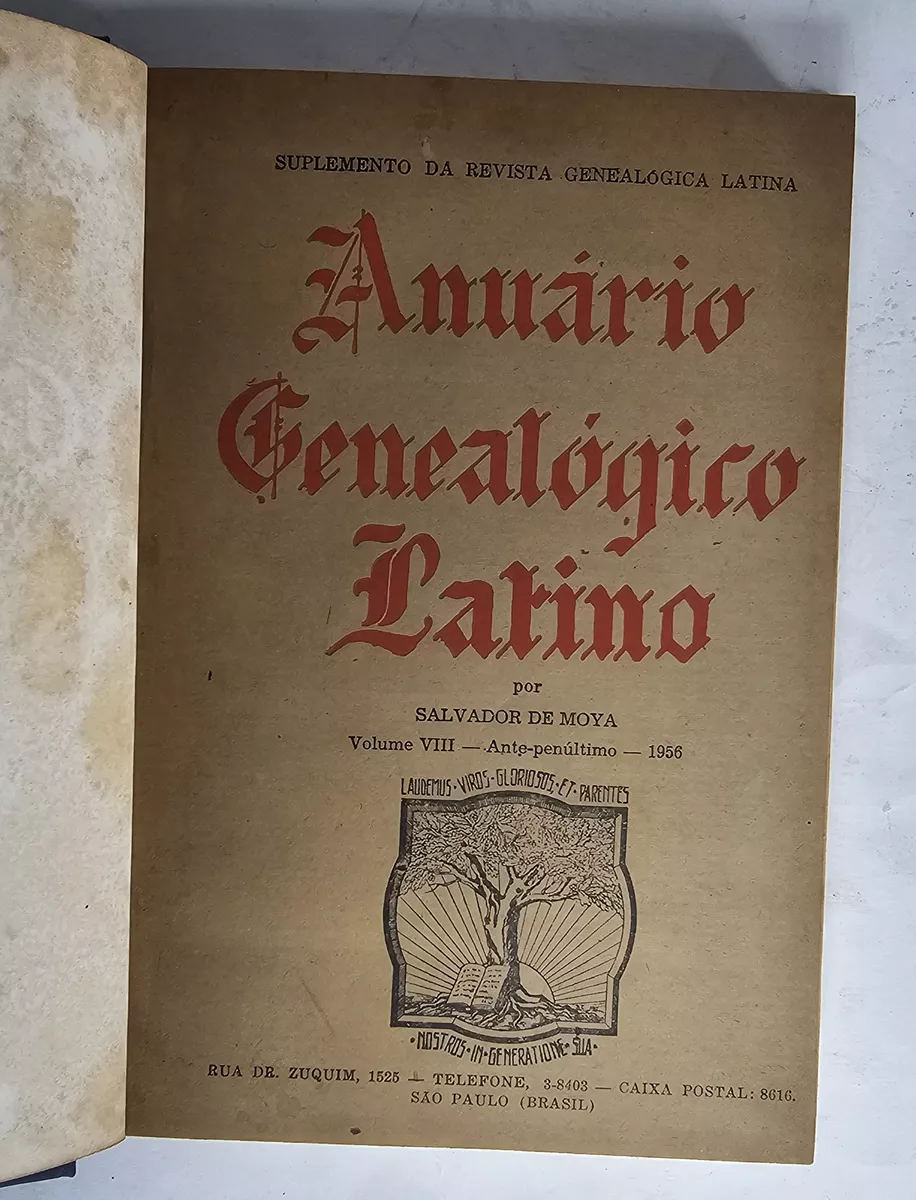 SUPLEMENTO DA REVISTA GENEALÓGICA LATINA
Anuário
Genealógico
Latino
por
SALVADOR DE MOYA
Volume VIII — Ante-penúltimo — 1956
LAUDEMUS · VIROS · GLORIOSOS · ET · PARENTES
· NOSTROS · IN · GENERATIONE · SUA ·
RUA DR. ZUQUIM, 1525 — TELEFONE, 3-8403 — CAIXA POSTAL: 8616.
SÃO PAULO (BRASIL)